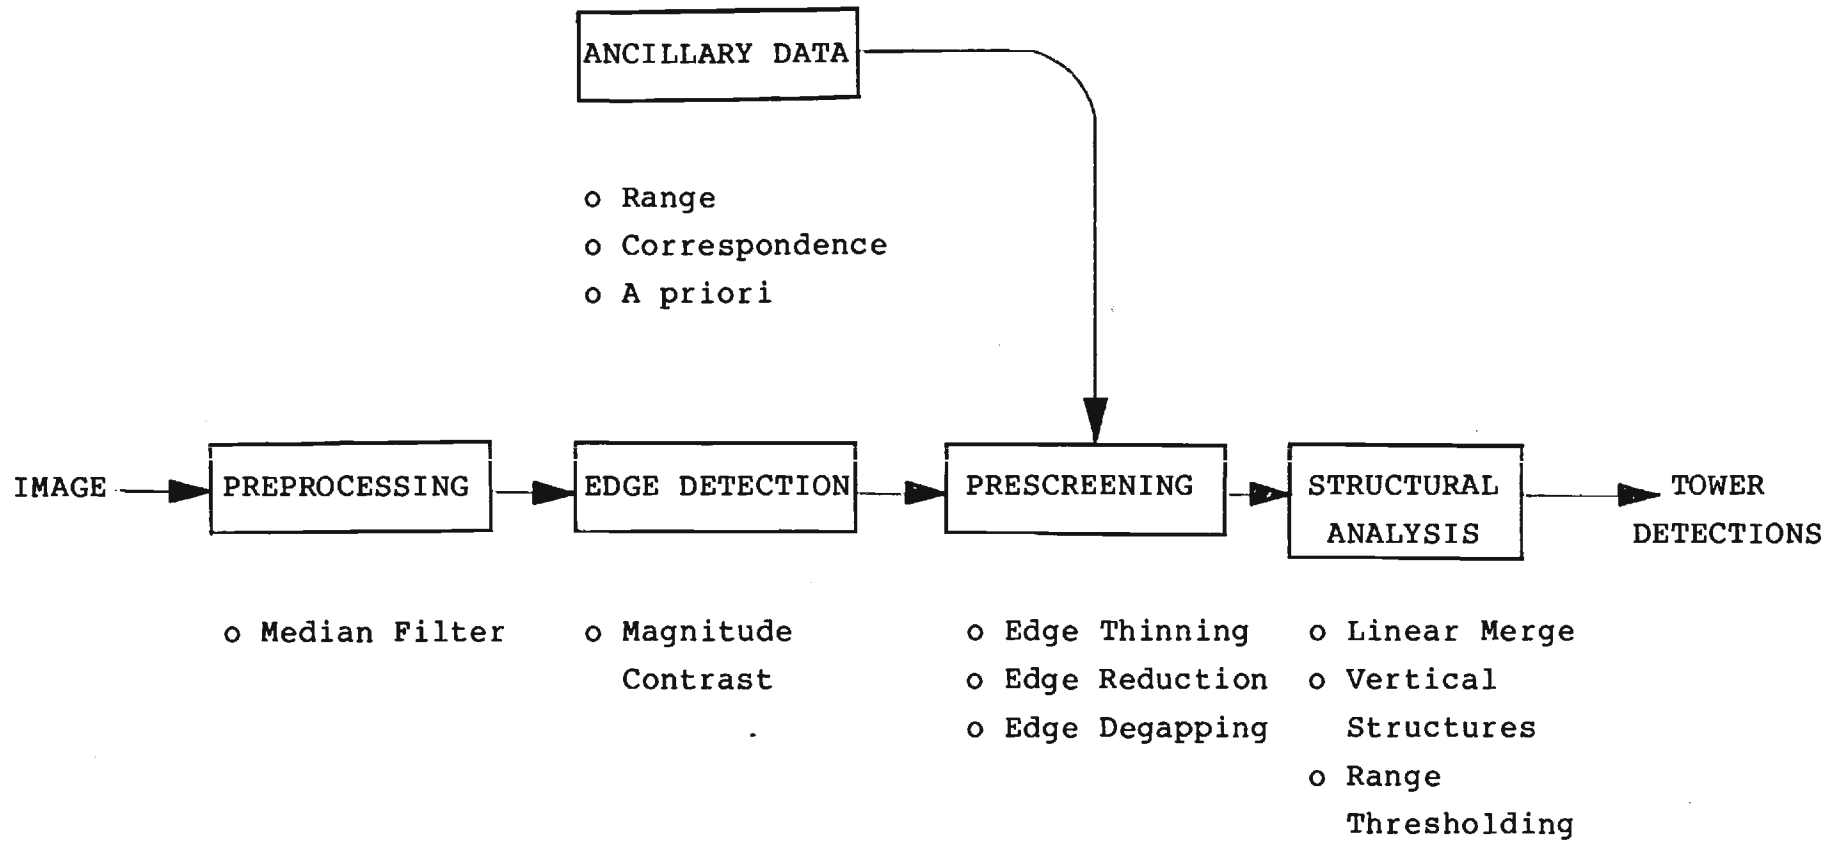 ANCILLARY DATA
o Range
o Correspondence
o A priori
IMAGE
PREPROCESSING
EDGE DETECTION
PRESCREENING
STRUCTURAL
ANALYSIS
TOWER
DETECTIONS
o Median Filter
o Magnitude
Contrast
o Edge Thinning
o Edge Reduction
o Edge Degapping
o Linear Merge
o Vertical
Structures
o Range
Thresholding